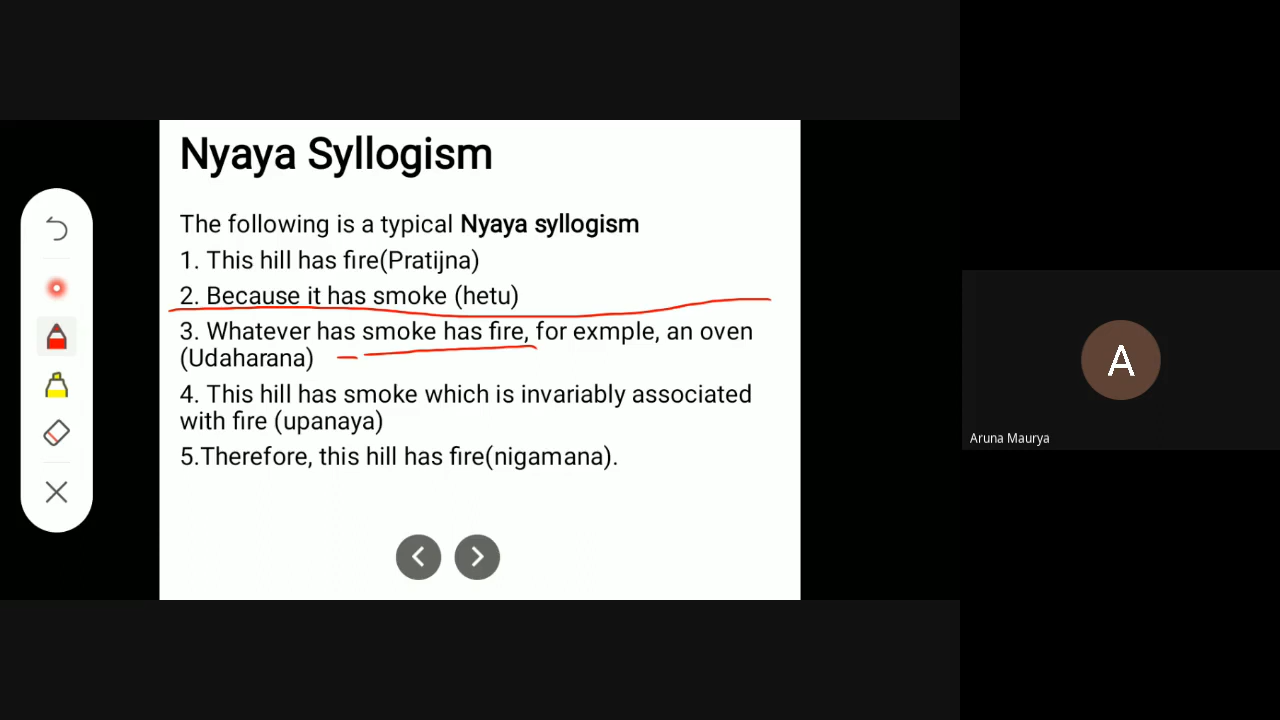 Nyaya Syllogism
The following is a typical Nyaya syllogism
1. This hill has fire(Pratijna)
2. Because it has smoke (hetu)
3. Whatever has smoke has fire, for exmple, an oven
(Udaharana)
4. This hill has smoke which is invariably associated
with fire (upanaya)
5.Therefore, this hill has fire(nigamana).
A
Aruna Maurya